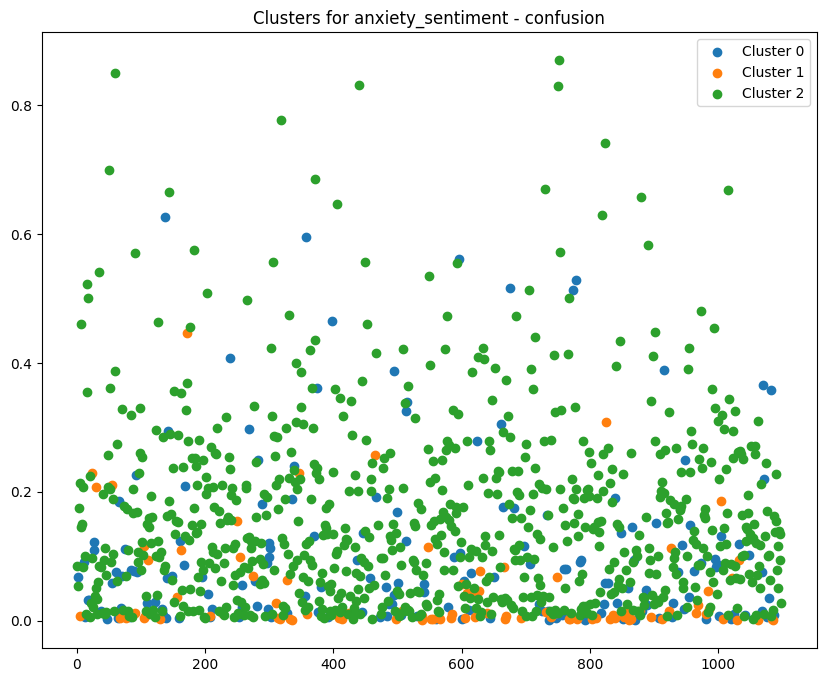 Clusters for anxiety_sentiment - confusion
Cluster 0
Cluster 1
Cluster 2
0.8
0.6
0.4
0.2
0.0
0 200 400 600 800 1000